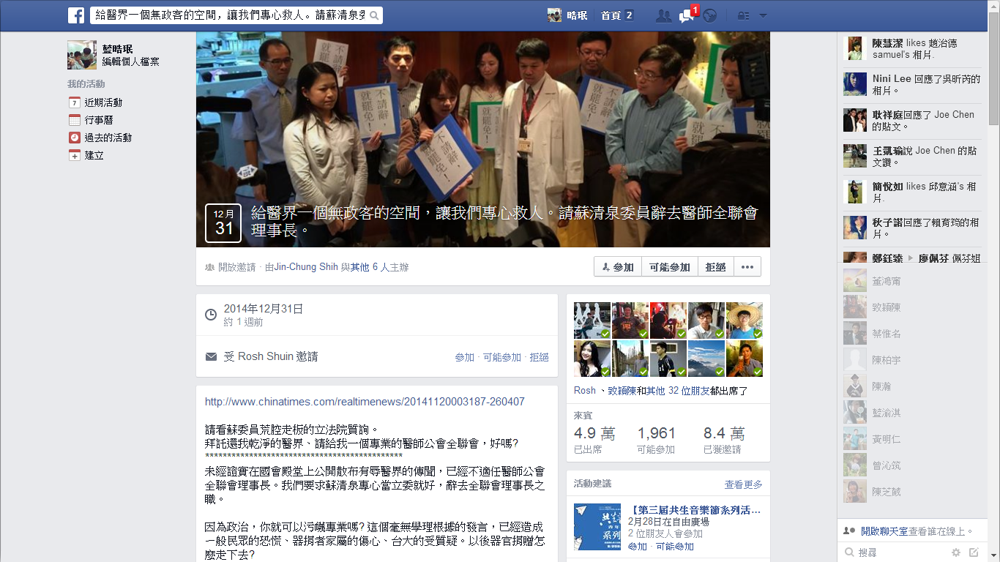 給醫界一個無政客的空間，讓我們專心救人。請蘇清泉委
皓珉
首頁 2
1
藍皓珉
編輯個人檔案
我的活動
7 近期活動
行事曆
過去的活動
建立
不請辭，就罷免！
不請辭，就罷免！
不請辭，就罷免！
12月
31
給醫界一個無政客的空間，讓我們專心救人。請蘇清泉委員辭去醫師全聯會
理事長。
開放邀請 · 由Jin-Chung Shih 與其他 6 人主辦
參加
可能參加
拒絕
2014年12月31日
約 1 週前
受 Rosh Shuin 邀請
參加 · 可能參加 · 拒絕
http://www.chinatimes.com/realtimenews/20141120003187-260407
請看蘇委員荒腔走板的立法院質詢。
拜託還我乾淨的醫界、請給我一個專業的醫師公會全聯會，好嗎?
*********************************************
未經證實在國會殿堂上公開散布有辱醫界的傳聞，已經不適任醫師公會
全聯會理事長。我們要求蘇清泉專心當立委就好，辭去全聯會理事長之
職。
因為政治，你就可以污衊專業嗎? 這個毫無學理根據的發言，已經造成
一般民眾的恐慌、器捐者家屬的傷心、台大的受質疑。以後器官捐贈怎
麼走下去?
Rosh 、致穎陳和其他 32 位朋友都出席了
來賓
4.9 萬
已出席
1,961
可能參加
8.4 萬
已獲邀請
活動建議
查看更多
【第三屆共生音樂節系列活...
2月28日在自由廣場
2 位朋友人會參加
參加 · 可能參加
陳慧潔 likes 趙治德
samuel's 相片.
Nini Lee 回應了吳昕芮的
相片。
耿祥庭回應了 Joe Chen
的貼文。
王凱瑜說 Joe Chen 的貼
文讚。
簡悅如 likes 邱意涵's 相
片.
秋子諾回應了賴育筠的相
片。
鄭鈺臻 ▶ 廖佩芬 佩芬姐
董鴻甯
致穎陳
蔡惟名
陳柏宇
陳瀚
藍渝淇
黃明仁
曾沁筑
陳芝葳
開啟聊天室查看誰在線上。
搜尋